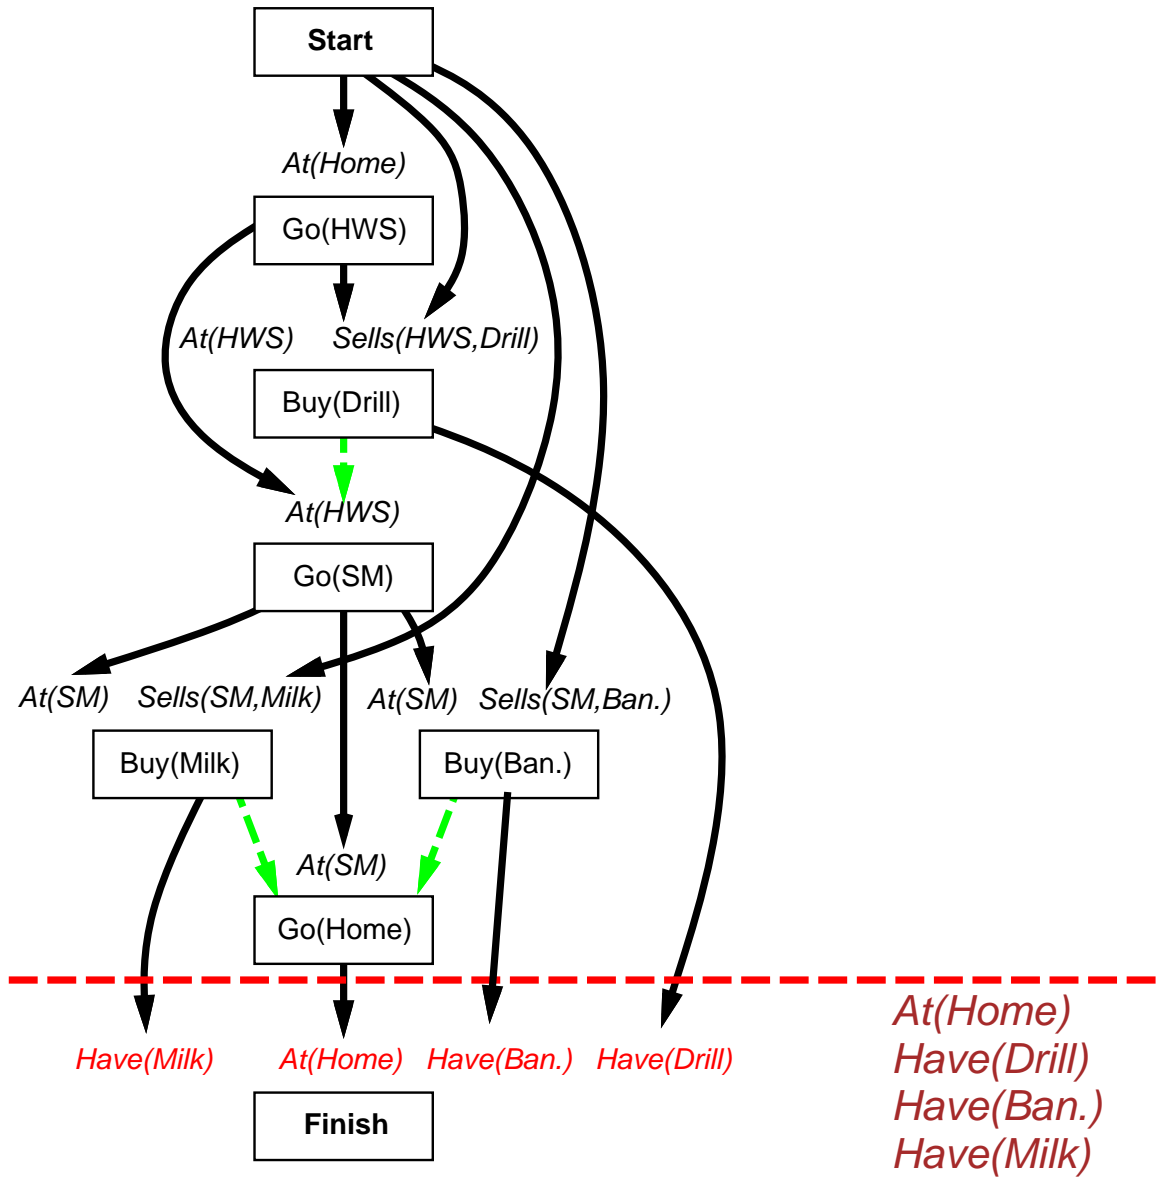 Start
At(Home)
Go(HWS)
At(HWS) Sells(HWS,Drill)
Buy(Drill)
At(HWS)
Go(SM)
At(SM) Sells(SM,Milk) At(SM) Sells(SM,Ban.)
Buy(Milk) Buy(Ban.)
At(SM)
Go(Home)
Have(Milk) At(Home) Have(Ban.) Have(Drill)
Finish
At(Home)
Have(Drill)
Have(Ban.)
Have(Milk)